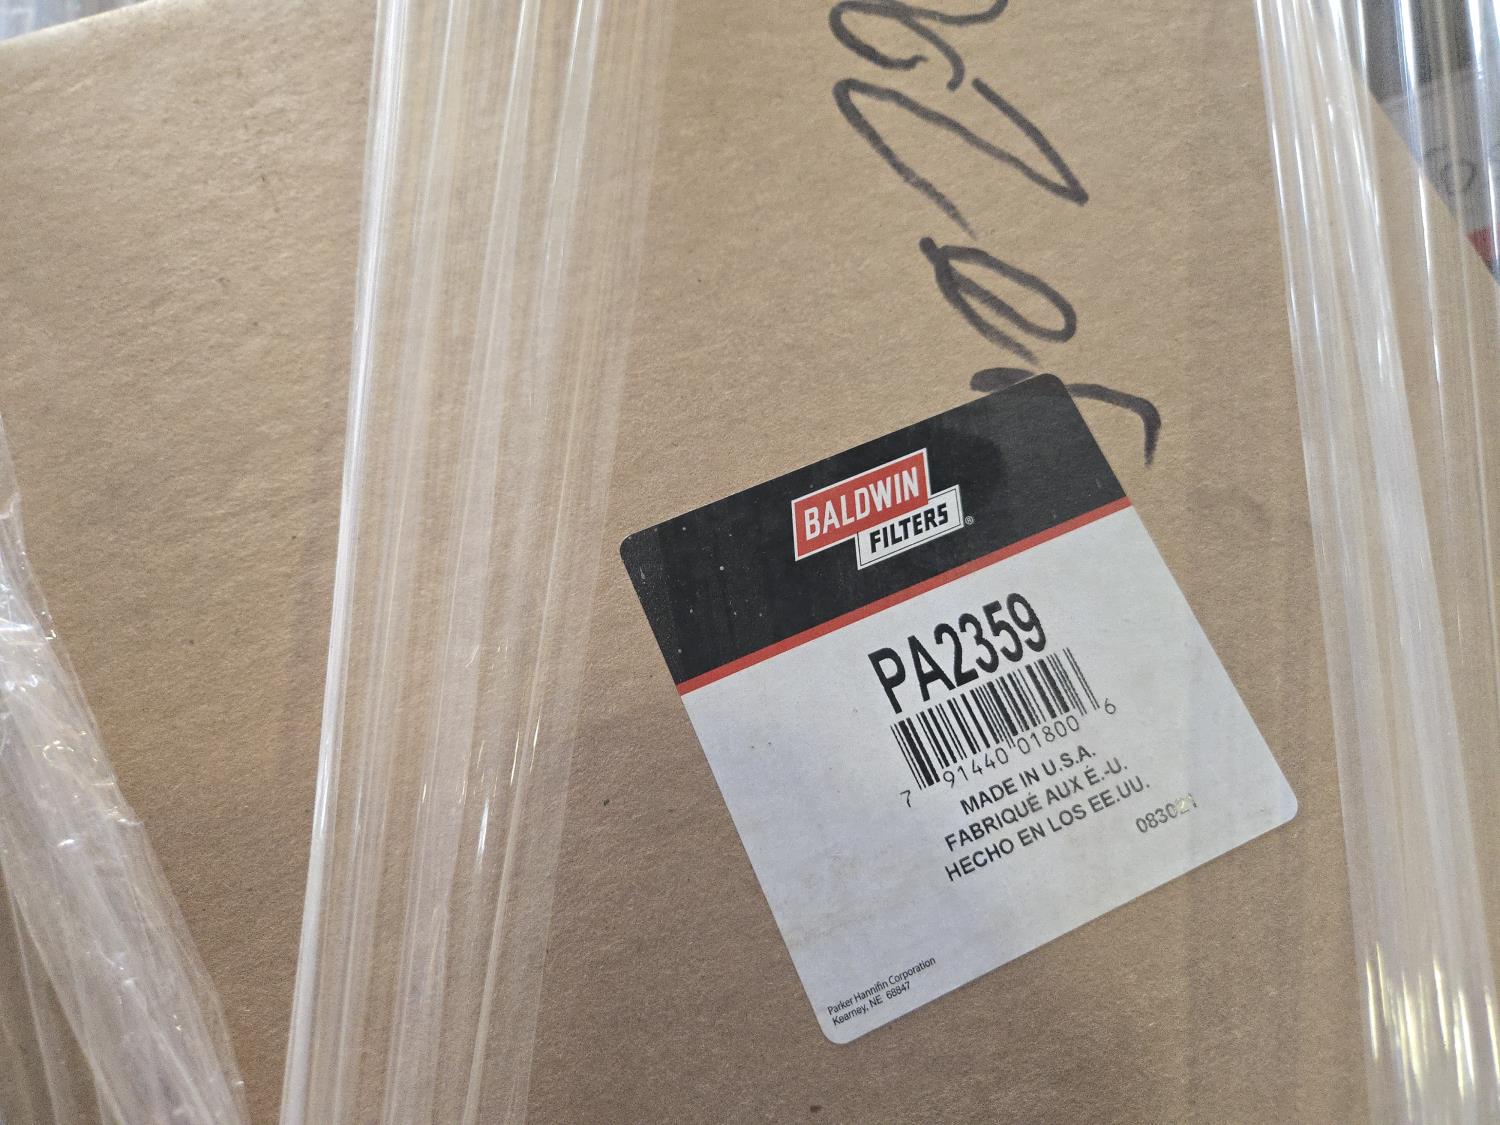 BALDWIN
FILTERS®
PA2359
7 91440 01800 6
MADE IN U.S.A.
FABRIQUÉ AUX É.-U.
HECHO EN LOS EE.UU.
083021
Parker Hannifin Corporation
Kearney, NE 68847